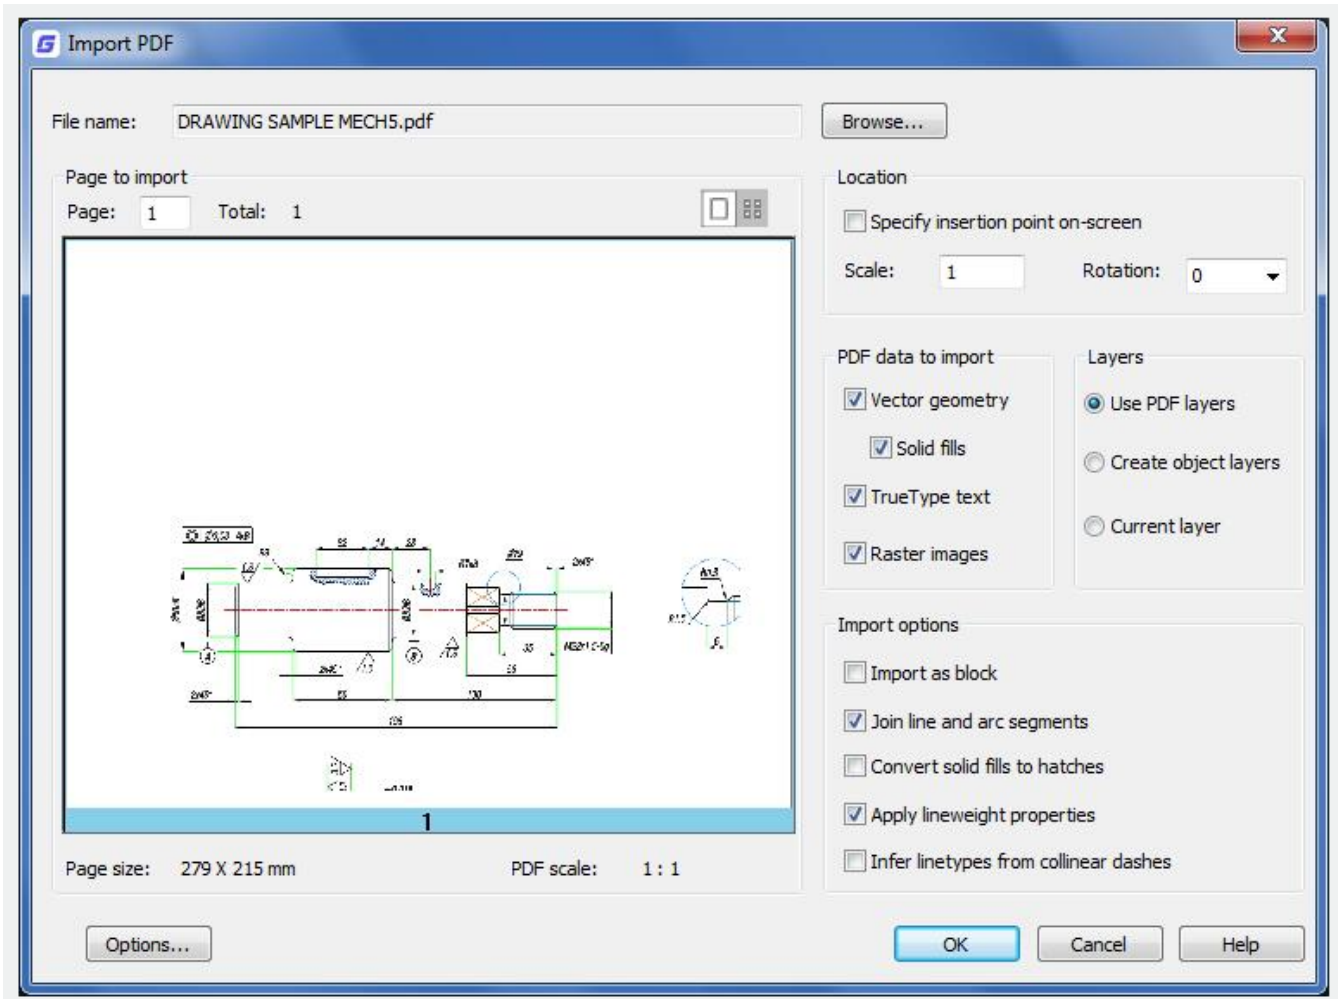 Import PDF
File name: DRAWING SAMPLE MECH5.pdf Browse...
Page to import
Page: 1 Total: 1
Location
Specify insertion point on-screen
Scale: 1 Rotation: 0
PDF data to import
Vector geometry
Solid fills
TrueType text
Raster images
Layers
Use PDF layers
Create object layers
Current layer
Import options
Import as block
Join line and arc segments
Convert solid fills to hatches
Apply lineweight properties
Infer linetypes from collinear dashes
A
B
1
Page size: 279 X 215 mm PDF scale: 1 : 1
Options... OK Cancel Help